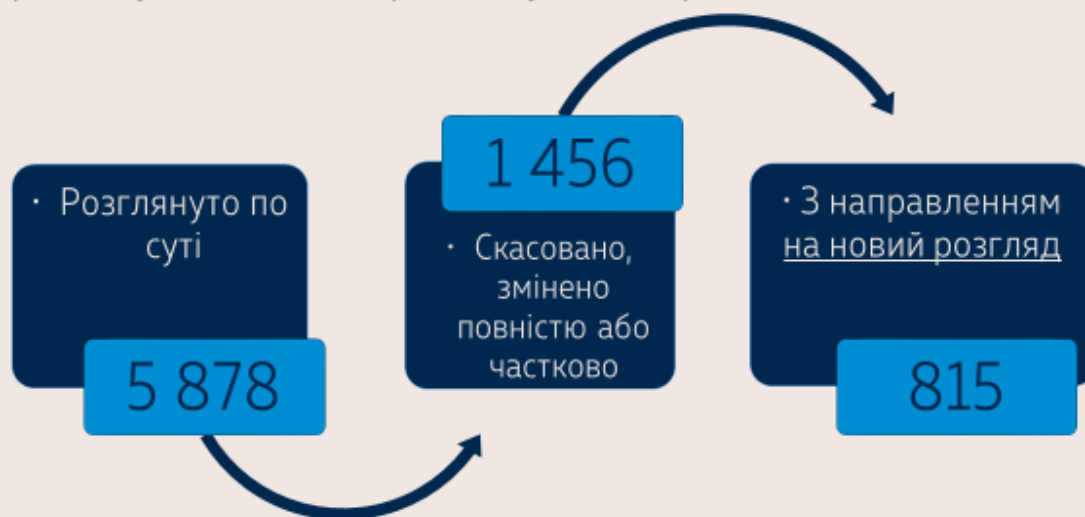 · Розглянуто по
суті
5 878
1 456
· Скасовано,
змінено
повністю або
частково
· З направленням
на новий розгляд
815